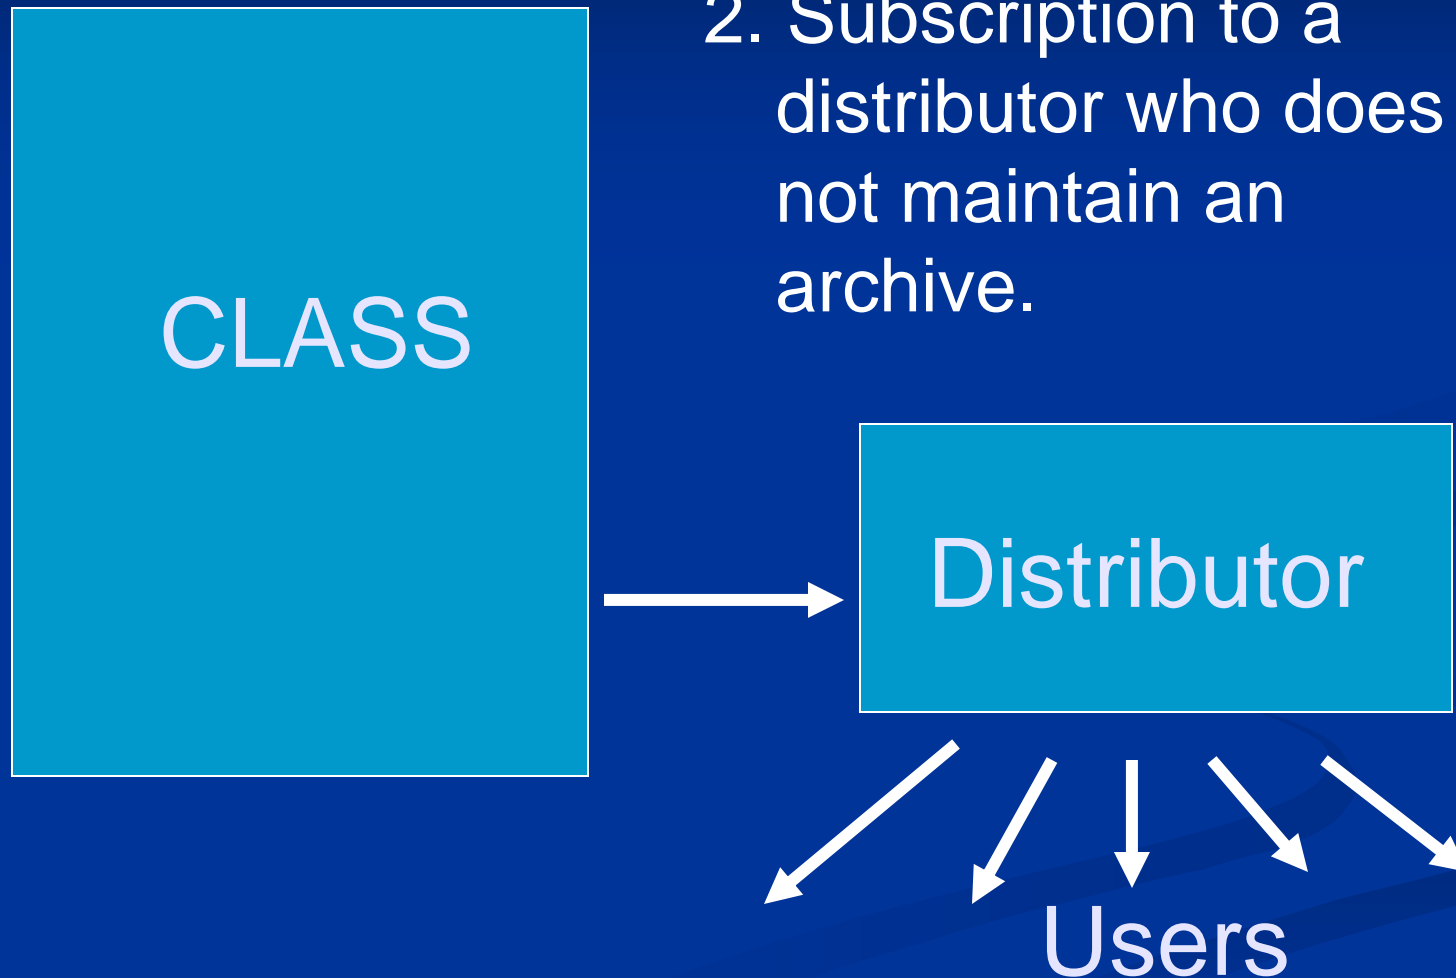 2. Subscription to a
distributor who does
not maintain an
archive.
CLASS
Distributor
Users